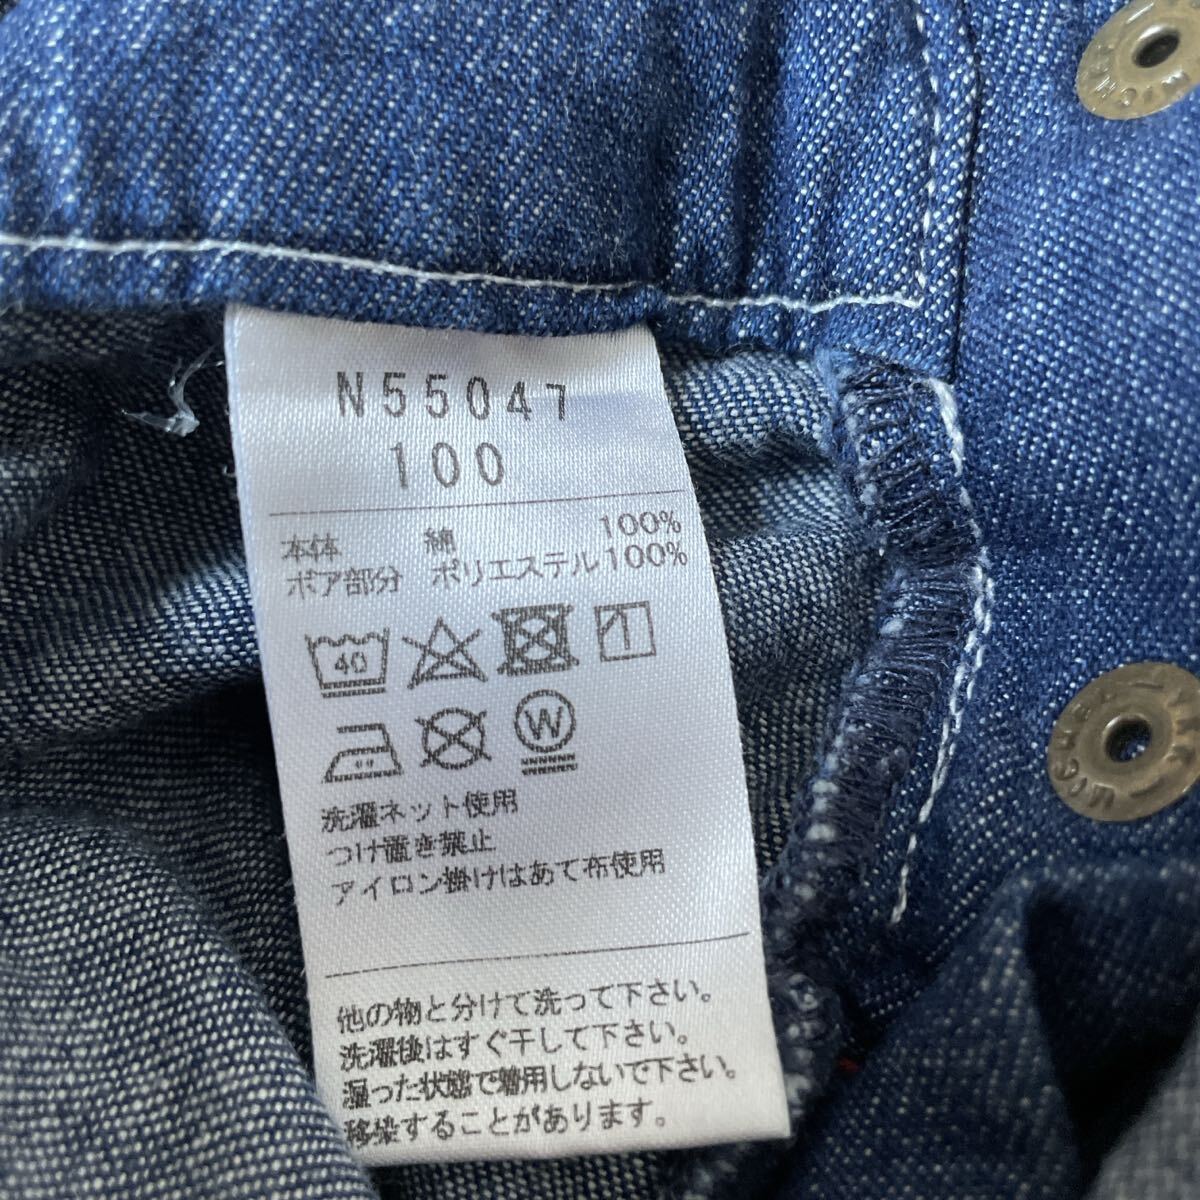 N55047
100
本体 綿 100%
ボア部分 ポリエステル100%
40
W
洗濯ネット使用
つけ置き禁止
アイロン掛けはあて布使用
他の物と分けて洗って下さい。
洗濯後はすぐ干して下さい。
湿った状態で着用しないで下さい。
移染することがあります。